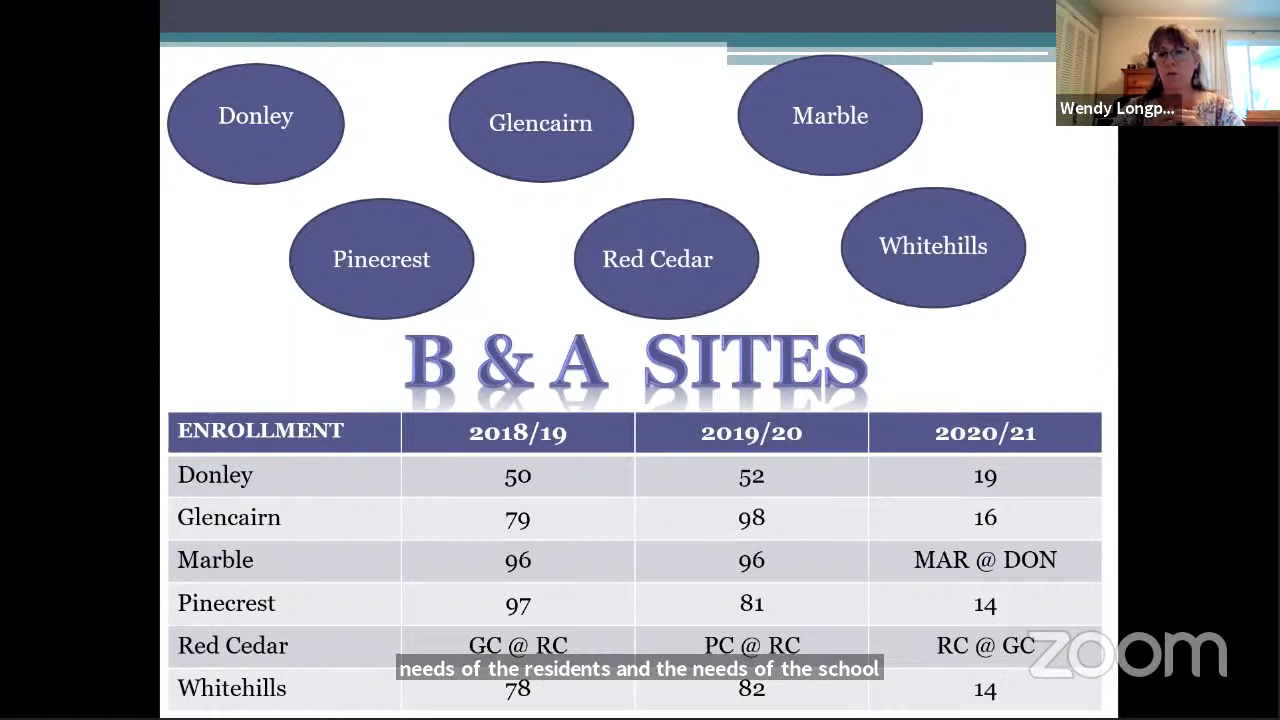 Donley
Glencairn
Marble
Wendy Longp...
Pinecrest
Red Cedar
Whitehills
B & A SITES
ENROLLMENT 2018/19 2019/20 2020/21
Donley 50 52 19
Glencairn 79 98 16
Marble 96 96 MAR @ DON
Pinecrest 97 81 14
Red Cedar GC @ RC PC @ RC RC @ GC
needs of the residents and the needs of the school
Whitehills 78 82 14
zoom